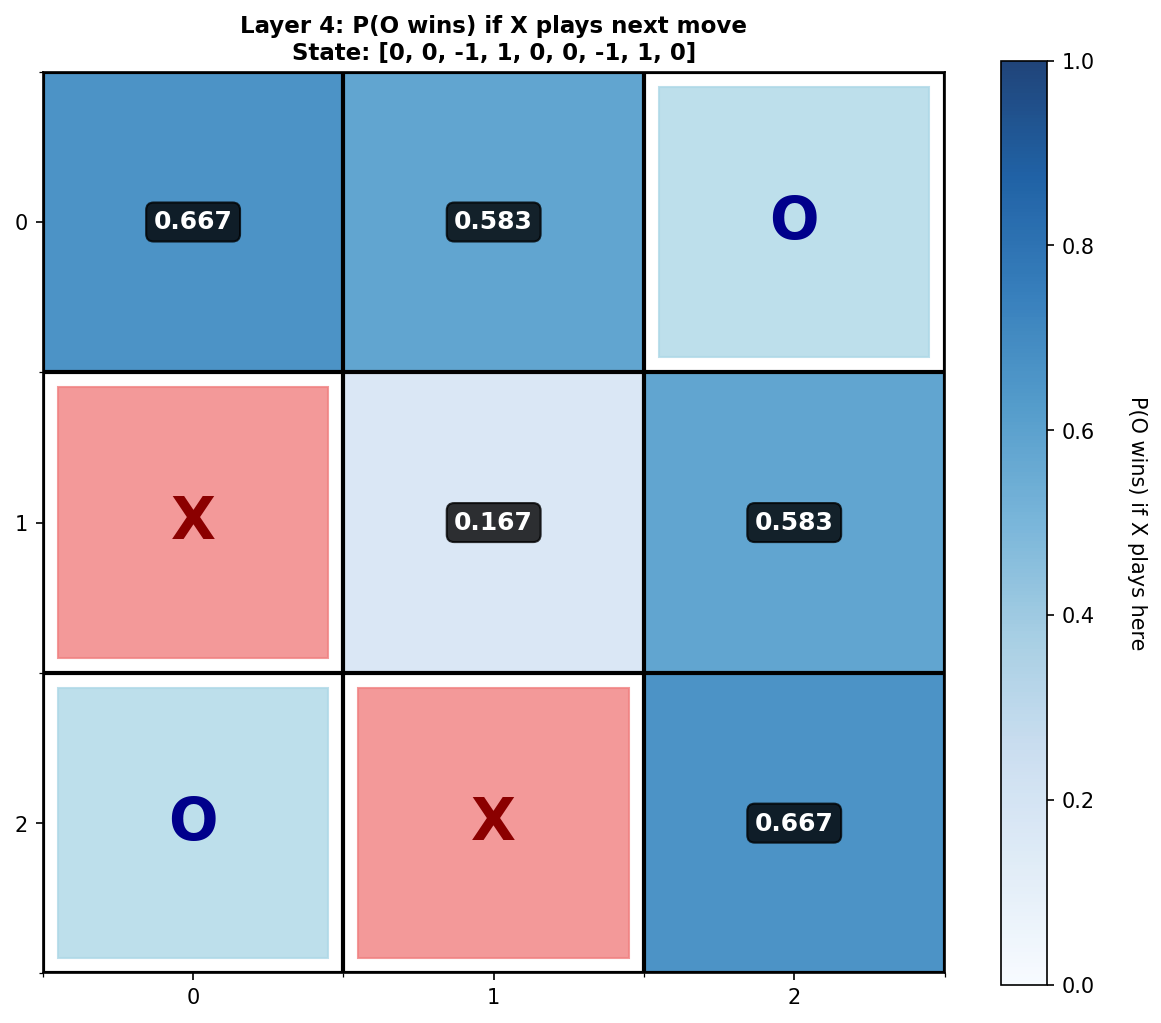 Layer 4: P(O wins) if X plays next move
State: [0, 0, -1, 1, 0, 0, -1, 1, 0]
0
0.667
0.583
O
1
X
0.167
0.583
2
O
X
0.667
0
1
2
1.0
0.8
0.6
0.4
0.2
0.0
P(O wins) if X plays here